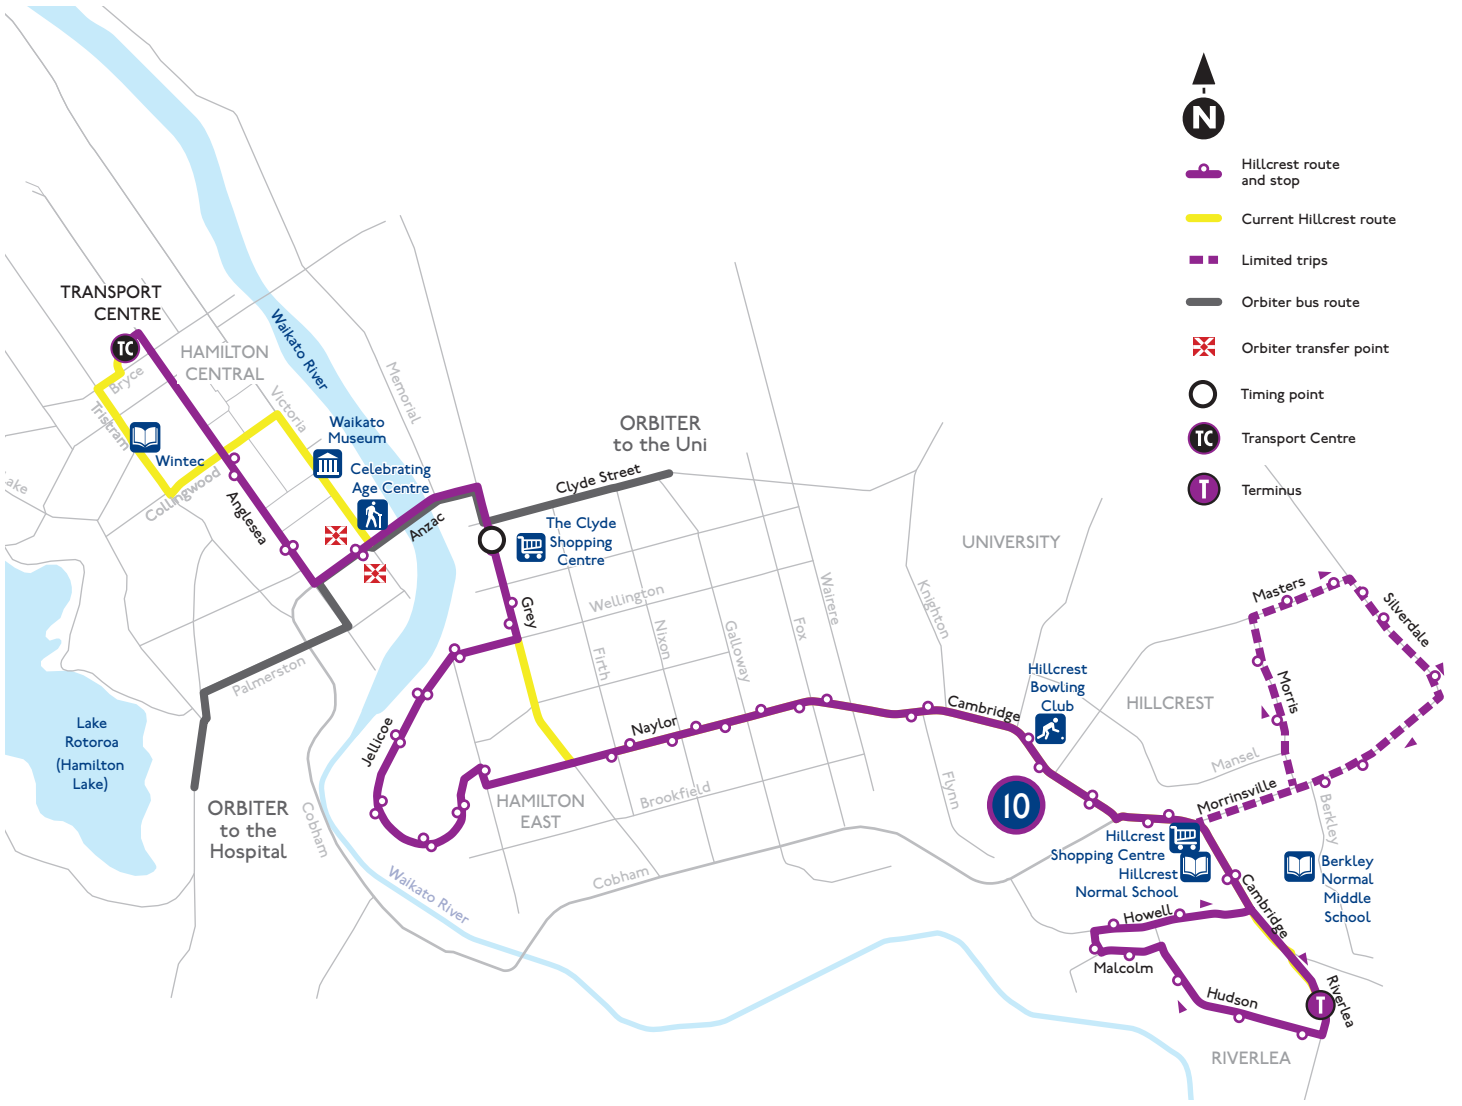 N
Hillcrest route
and stop
Current Hillcrest route
Limited trips
Orbiter bus route
Orbiter transfer point
Timing point
TC
Transport Centre
T
Terminus
TRANSPORT
CENTRE
TC
HAMILTON
CENTRAL
Bryce
Tristram
Wintec
Collingwood
Anglesea
Victoria
Waikato River
Memorial
Waikato
Museum
Celebrating
Age Centre
Anzac
ake
ORBITER
to the Uni
Clyde Street
The Clyde
Shopping
Centre
Grey
Wellington
Firth
Nixon
Galloway
Fox
Wairere
Knighton
UNIVERSITY
Palmerston
Lake
Rotoroa
(Hamilton
Lake)
ORBITER
to the
Hospital
Cobham
Jellicoe
Naylor
HAMILTON
EAST
Brookfield
Cobham
Waikato River
Cambridge
Flynn
10
Hillcrest
Bowling
Club
HILLCREST
Masters
Silverdale
Morris
Mansel
Morrinsville
Berkley
Hillcrest
Shopping Centre
Hillcrest
Normal School
Berkley
Normal
Middle
School
Cambridge
Howell
Malcolm
Hudson
Riverlea
T
RIVERLEA